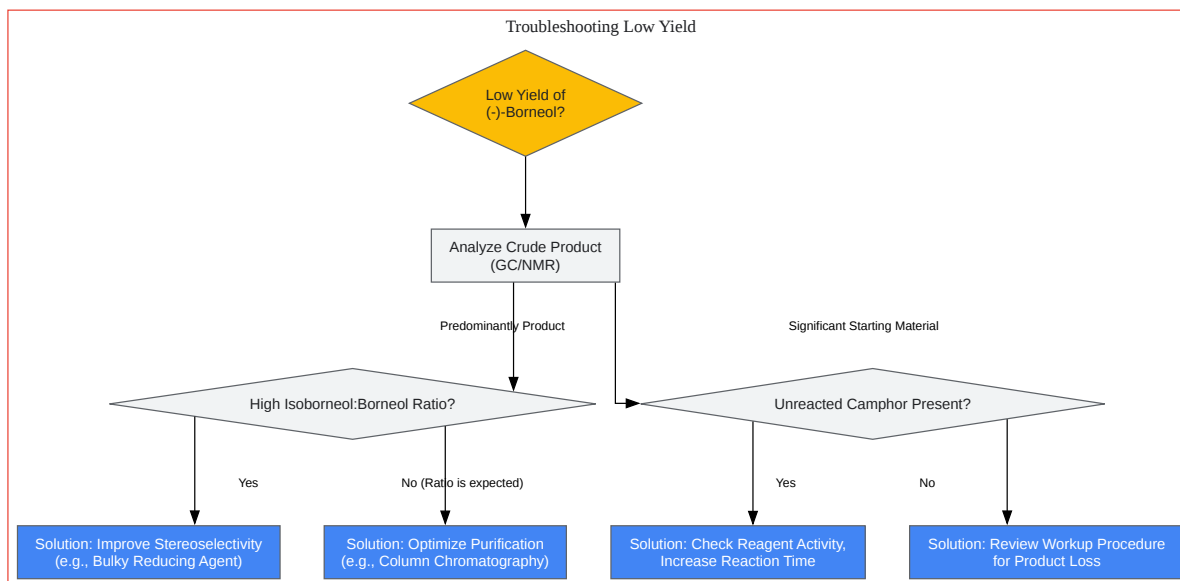 Troubleshooting Low Yield
Low Yield of
(-)-Borneol?
Analyze Crude Product
(GC/NMR)
Predominantly Product
Significant Starting Material
High Isoborneol:Borneol Ratio?
Unreacted Camphor Present?
Yes
No (Ratio is expected)
Yes
No
Solution: Improve Stereoselectivity
(e.g., Bulky Reducing Agent)
Solution: Optimize Purification
(e.g., Column Chromatography)
Solution: Check Reagent Activity,
Increase Reaction Time
Solution: Review Workup Procedure
for Product Loss